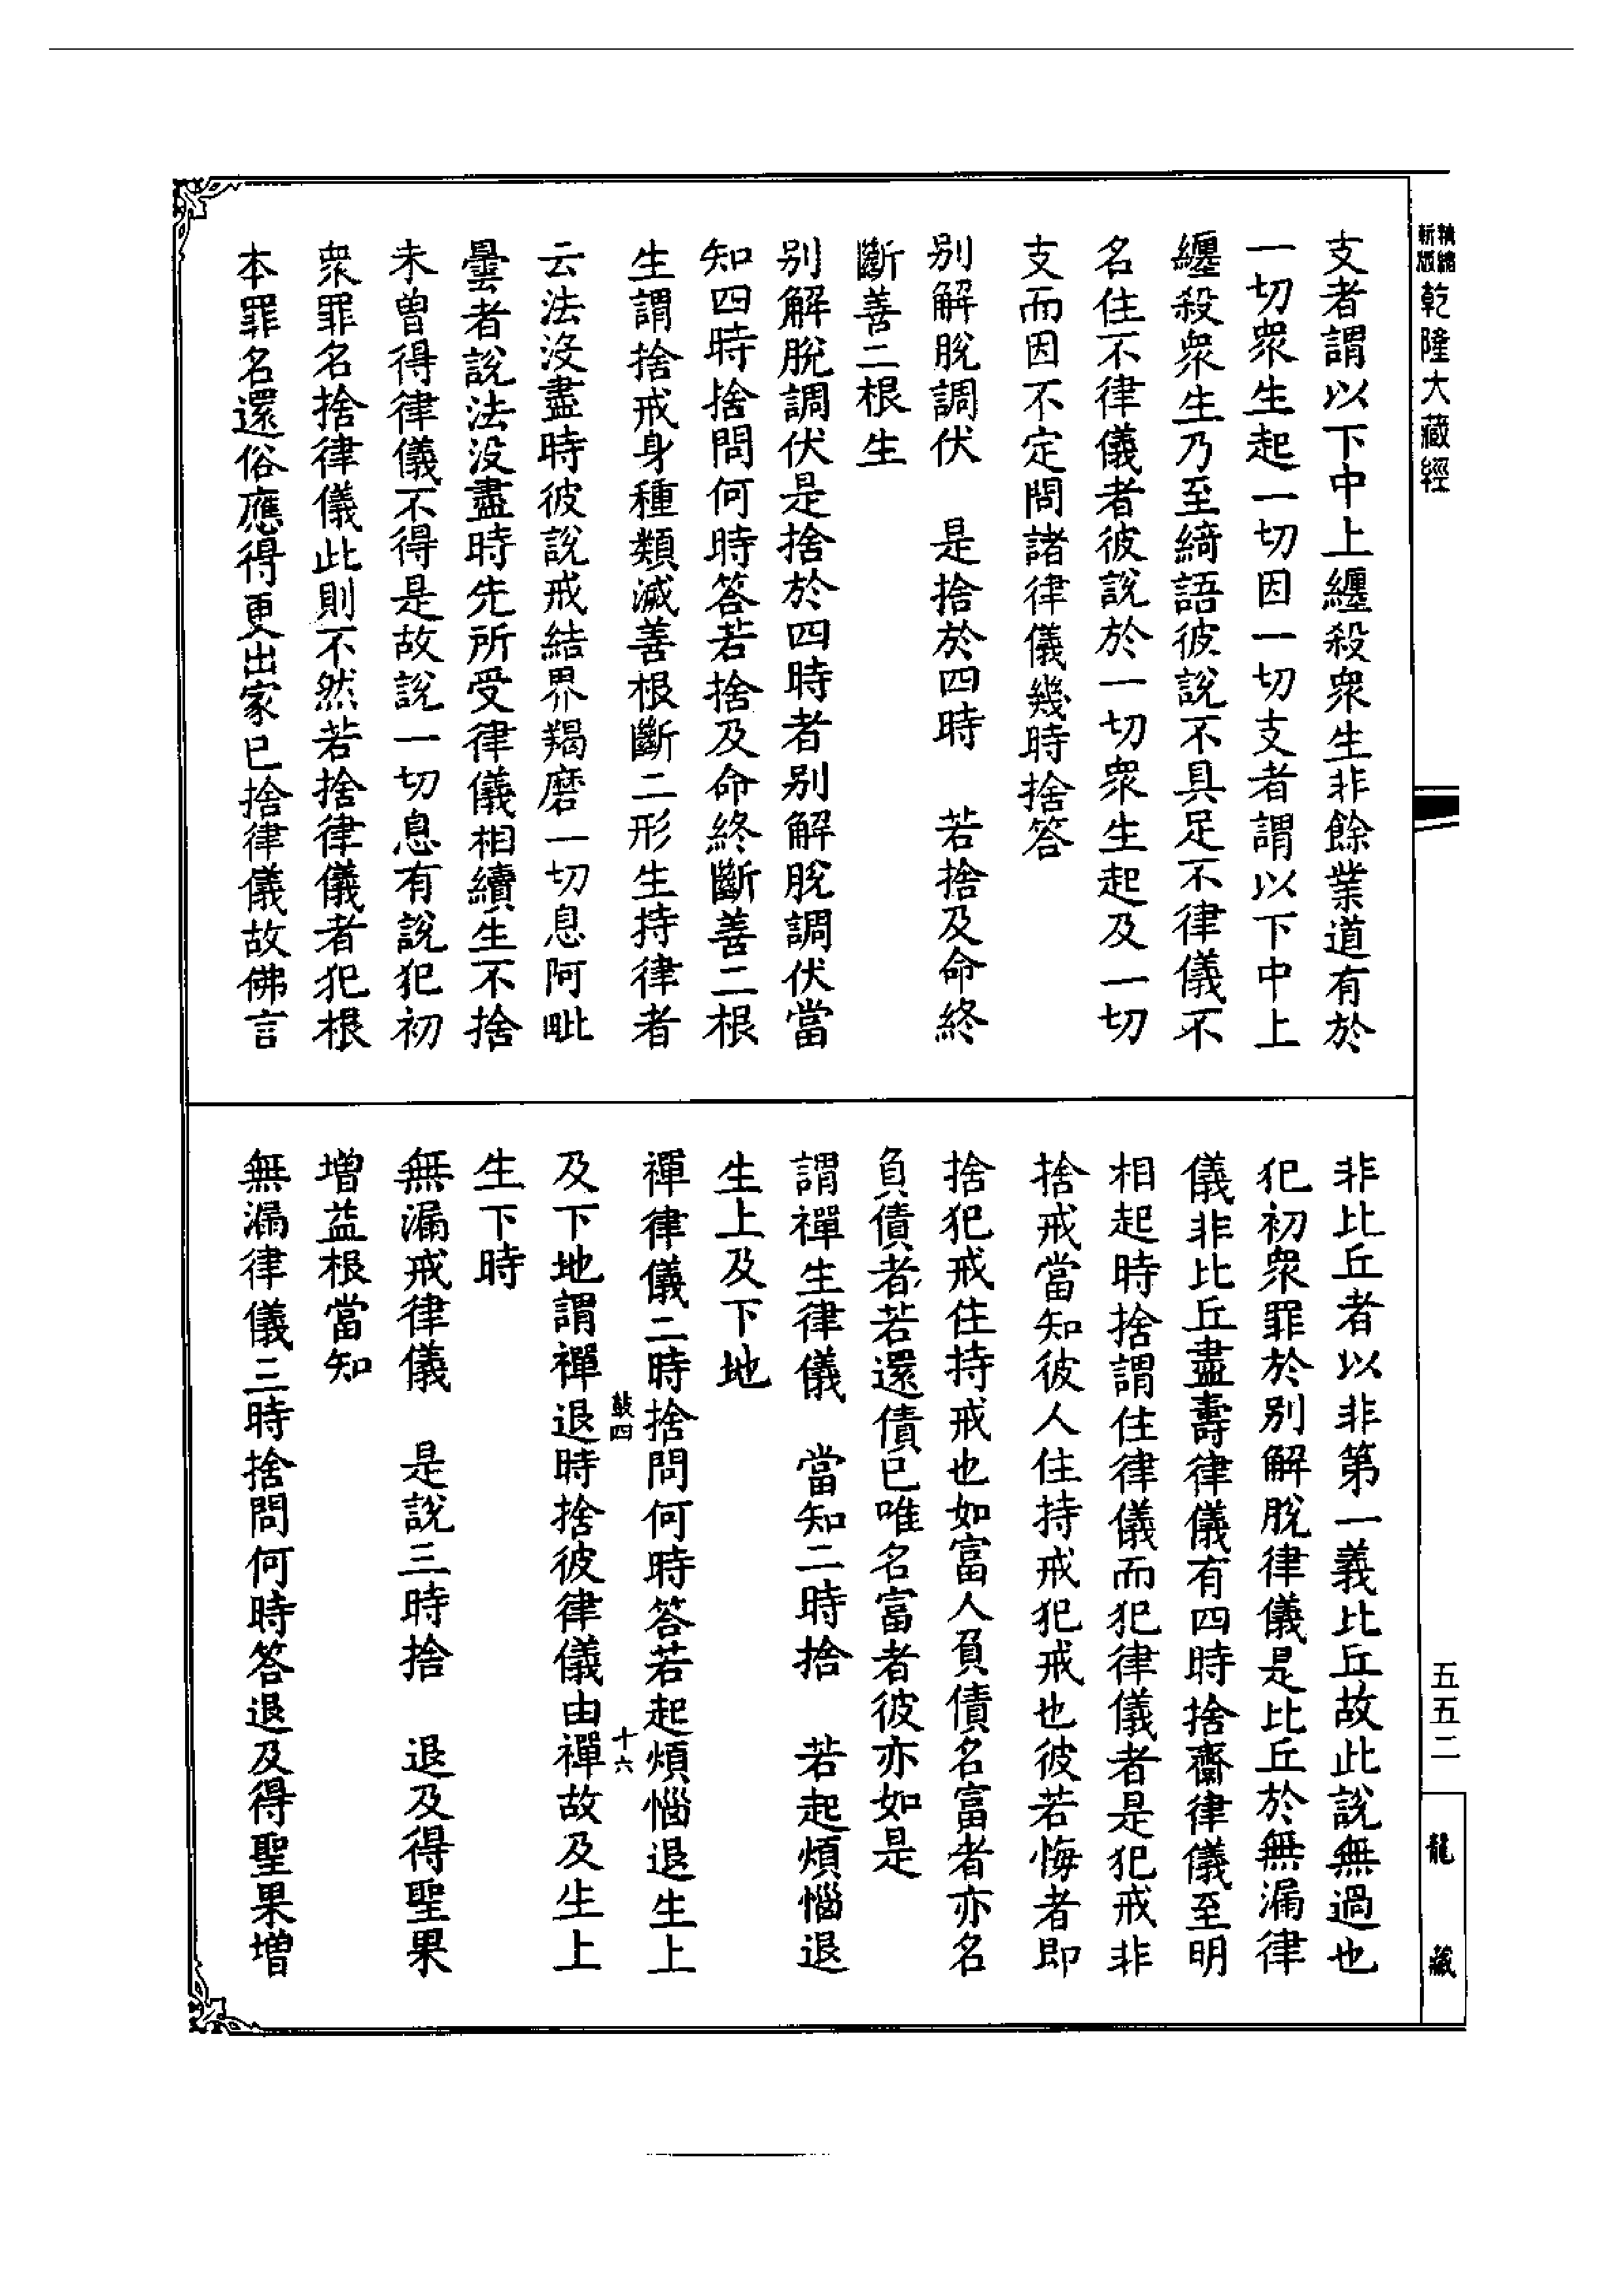 精縮新版乾隆大藏經
支者謂以下中上纏殺衆生非餘業道有於
一切衆生起一切因一切支者謂以下中上
纏殺衆生乃至綺語彼說不具足不律儀不
名住不律儀者彼說於一切衆生起及一切
支而因不定問諸律儀幾時捨答
别解脫調伏　是捨於四時　若捨及命終
斷善二根生
别解脫調伏是捨於四時者别解脫調伏當
知四時捨問何時答若捨及命終斷善二根
生謂捨戒身種類滅善根斷二形生持律者
云法沒盡時彼說戒結界羯磨一切息阿毗
曇者說法没盡時先所受律儀相續生不捨
未曾得律儀不得是故說一切息有說犯初
衆罪名捨律儀此則不然若捨律儀者犯根
本罪名還俗應得更出家已捨律儀故佛言
非比丘者以非第一義比丘故此說無過也
犯初衆罪於别解脫律儀是比丘於無漏律
儀非比丘盡壽律儀有四時捨齋律儀至明
相起時捨謂住律儀而犯律儀者是犯戒非
捨戒當知彼人住持戒犯戒也彼若悔者即
捨犯戒住持戒也如富人負債名富者亦名
負債者若還債已唯名富者彼亦如是
謂禪生律儀　當知二時捨　若起煩惱退
生上及下地
禪律儀二時捨問何時答若起煩惱退生上
鼓四　十六
及下地謂禪退時捨彼律儀由禪故及生上
生下時
無漏戒律儀　是說三時捨　退及得聖果
增益根當知
無漏律儀三時捨問何時答退及得聖果增
五五二
龍藏